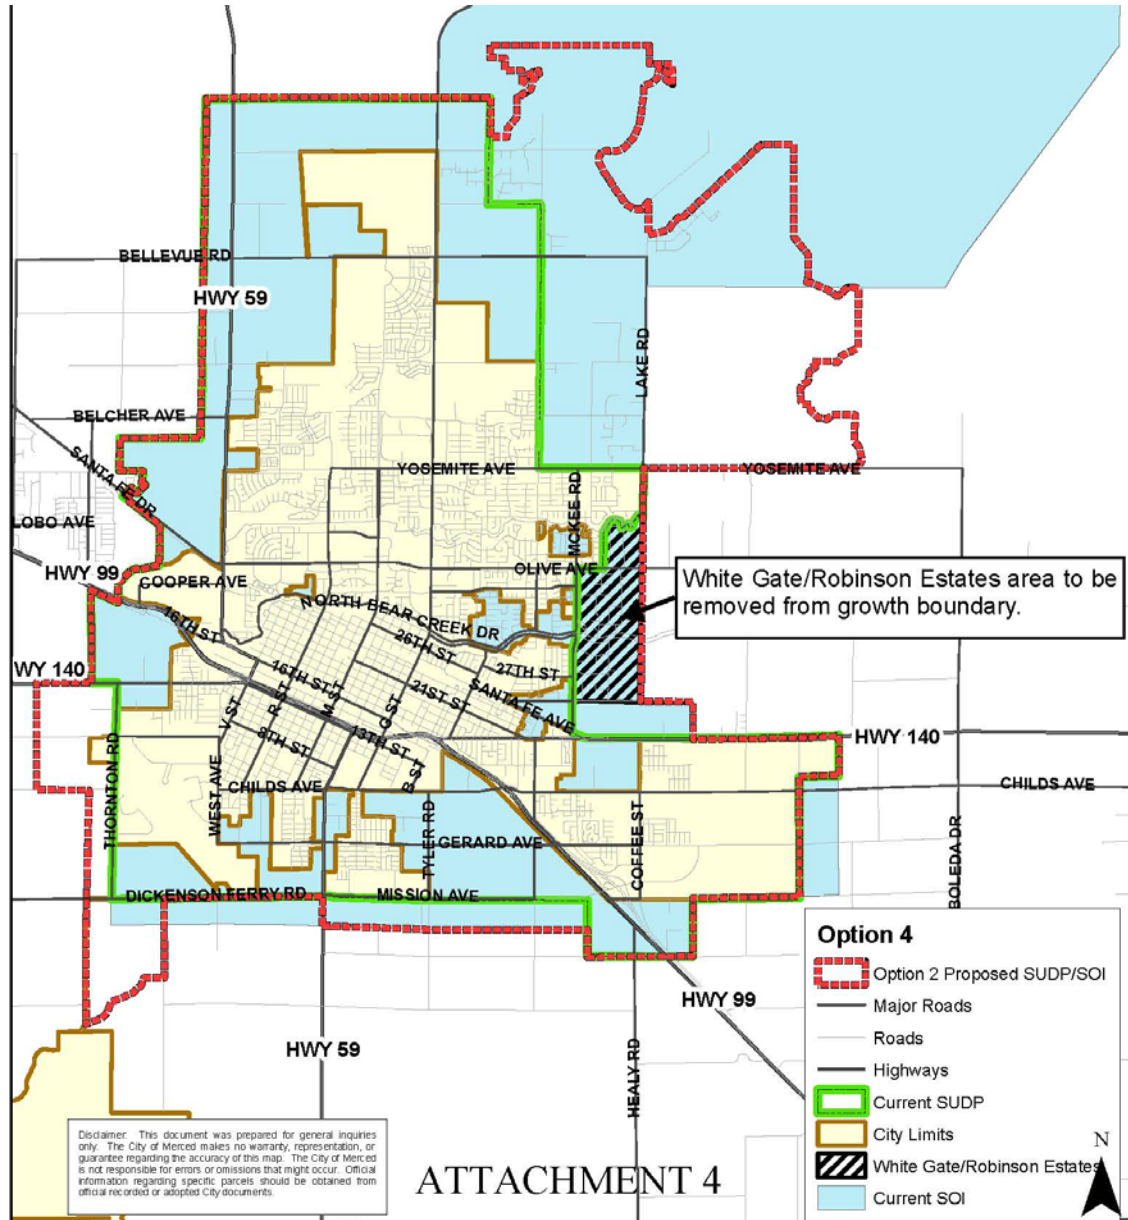 BELLEVUE RD
HWY 59
LAKE RD
BELCHER AVE
SANTA FE DR
YOSEMITE AVE
YOSEMITE AVE
LOBO AVE
MCKEE RD
HWY 99
COOPER AVE
OLIVE AVE
White Gate/Robinson Estates area to be
removed from growth boundary.
NORTH BEAR CREEK DR
16TH ST
26TH ST
WY 140
16TH ST
27TH ST
R ST
M ST
21ST ST
SANTA FE AVE
V ST
G ST
8TH ST
13TH ST
HWY 140
THORNTON RD
WEST AVE
CHILDS AVE
B ST
CHILDS AVE
TYLER RD
GERARD AVE
COFFEE ST
BOLEDA DR
DICKENSON FERRY RD
MISSION AVE
HWY 99
HWY 59
HEALY RD
Option 4
Option 2 Proposed SUDP/SOI
Major Roads
Roads
Highways
Current SUDP
City Limits
White Gate/Robinson Estates
Current SOI
N
Disclaimer: This document was prepared for general inquiries
only. The City of Merced makes no warranty, representation, or
guarantee regarding the accuracy of this map. The City of Merced
is not responsible for errors or omissions that might occur. Official
information regarding specific parcels should be obtained from
official recorded or adopted City documents.
ATTACHMENT 4